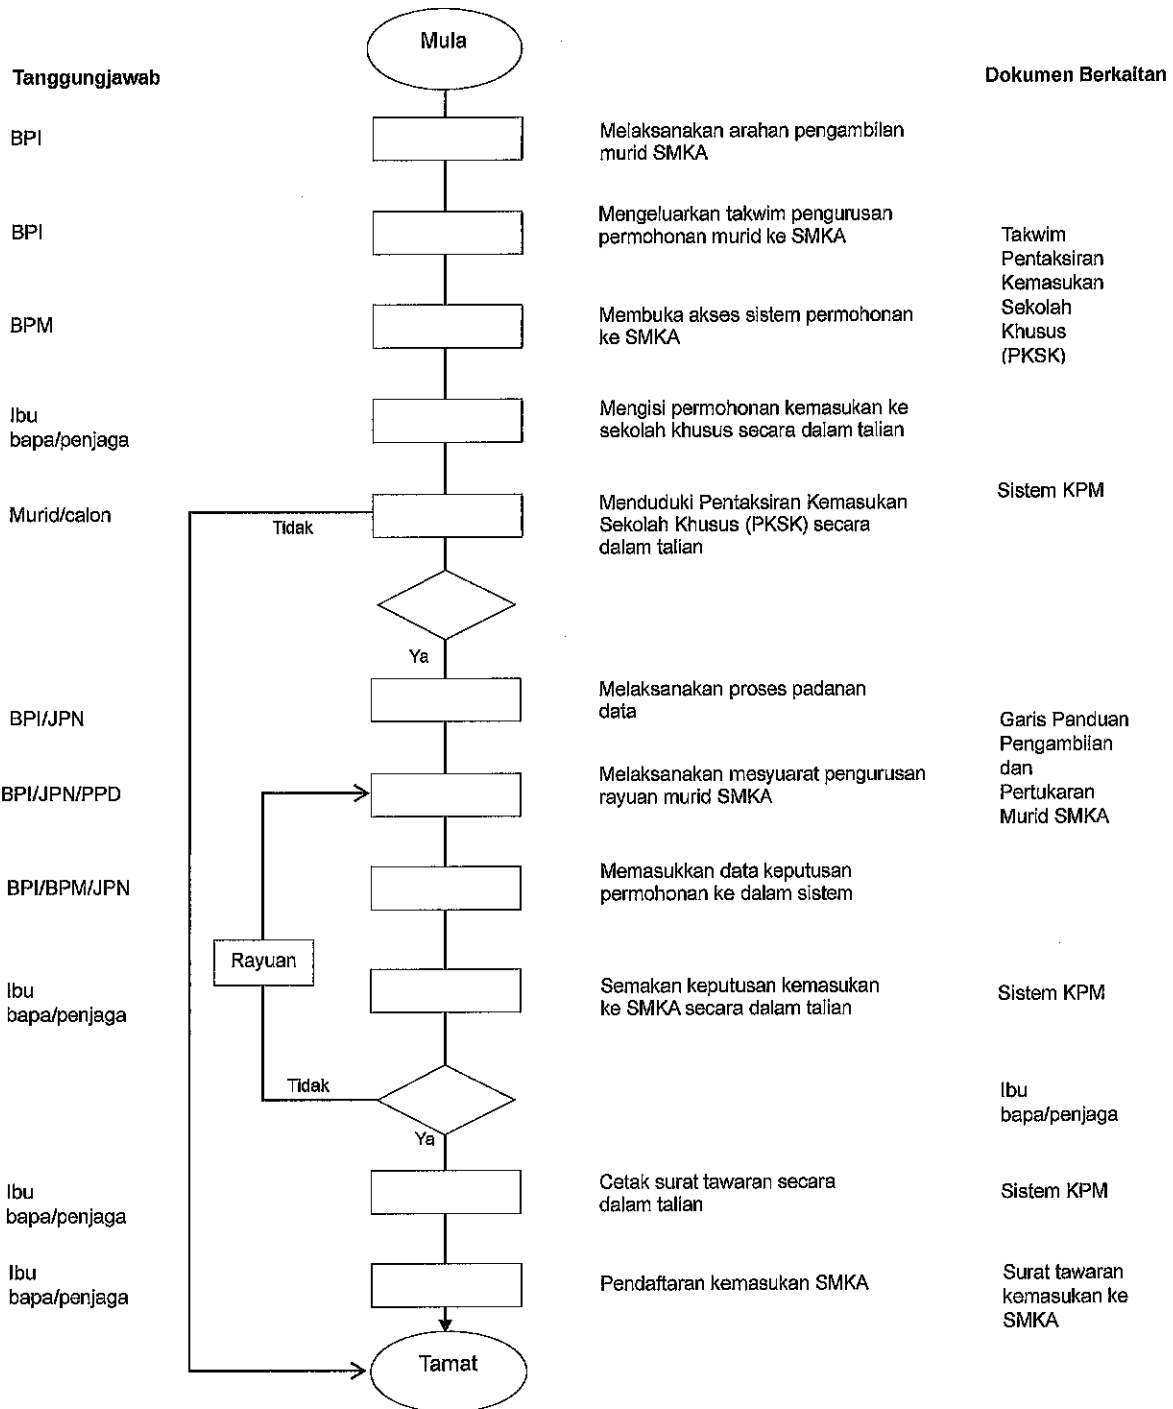 Mula
Tanggungjawab
Dokumen Berkaitan
BPI
Melaksanakan arahan pengambilan
murid SMKA
BPI
Mengeluarkan takwim pengurusan
permohonan murid ke SMKA
Takwim
Pentaksiran
Kemasukan
Sekolah
Khusus
(PKSK)
BPM
Membuka akses sistem permohonan
ke SMKA
Ibu
bapa/penjaga
Mengisi permohonan kemasukan ke
sekolah khusus secara dalam talian
Murid/calon
Tidak
Menduduki Pentaksiran Kemasukan
Sekolah Khusus (PKSK) secara
dalam talian
Sistem KPM
Ya
BPI/JPN
Melaksanakan proses padanan
data
Garis Panduan
Pengambilan
dan
Pertukaran
Murid SMKA
BPI/JPN/PPD
Melaksanakan mesyuarat pengurusan
rayuan murid SMKA
BPI/BPM/JPN
Memasukkan data keputusan
permohonan ke dalam sistem
Rayuan
Ibu
bapa/penjaga
Semakan keputusan kemasukan
ke SMKA secara dalam talian
Sistem KPM
Tidak
Ibu
bapa/penjaga
Ya
Ibu
bapa/penjaga
Cetak surat tawaran secara
dalam talian
Sistem KPM
Ibu
bapa/penjaga
Pendaftaran kemasukan SMKA
Surat tawaran
kemasukan ke
SMKA
Tamat